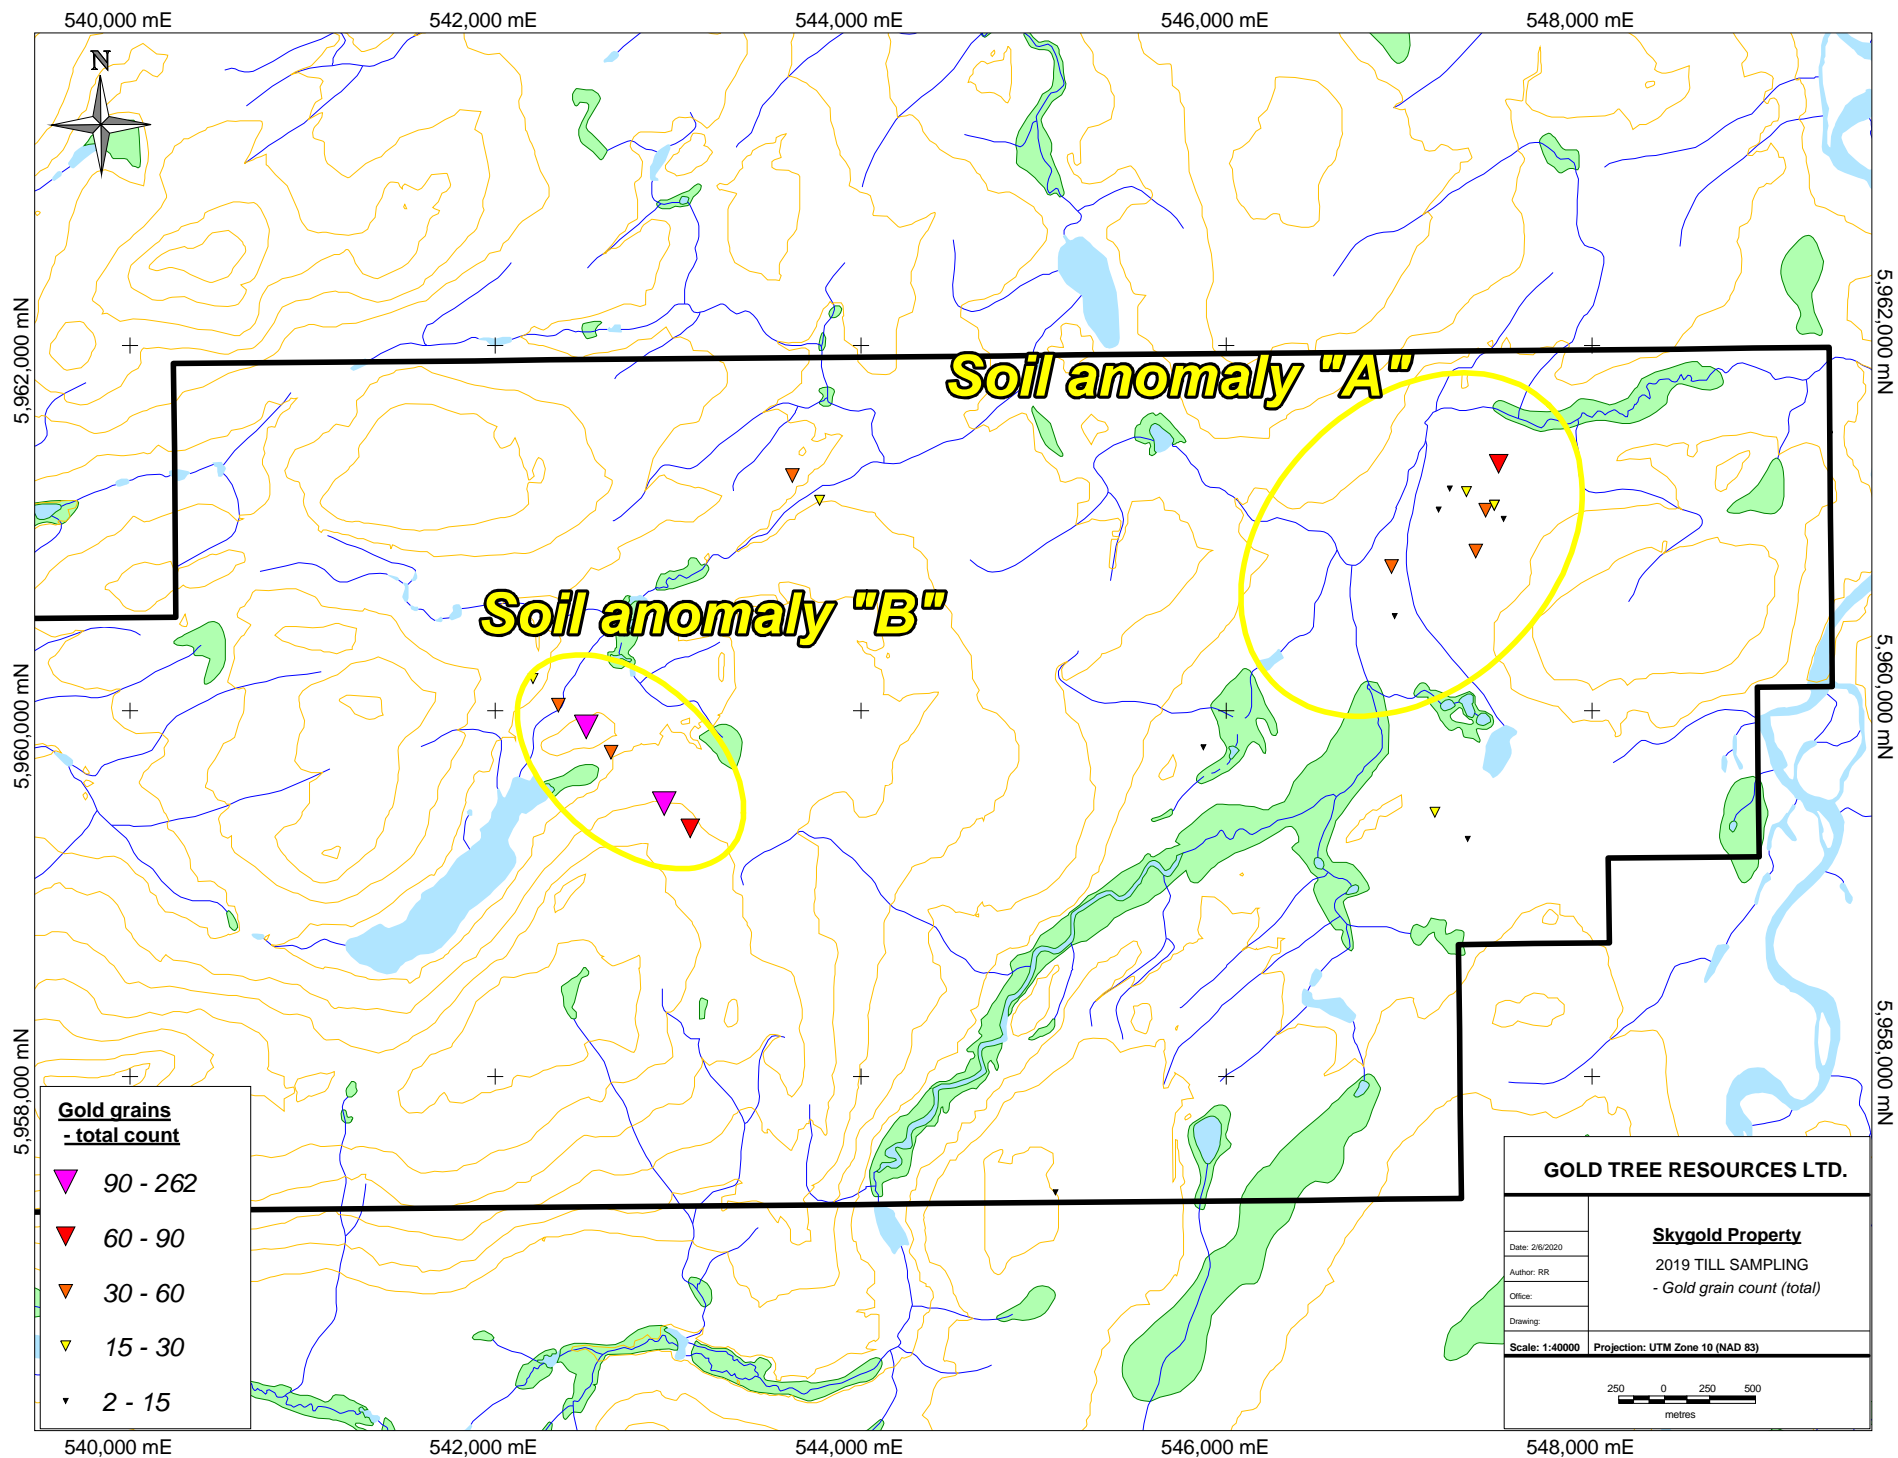 540,000 mE
542,000 mE
544,000 mE
546,000 mE
548,000 mE
N
5,962,000 mN
5,962,000 mN
Soil anomaly "A"
Soil anomaly "B"
5,960,000 mN
5,960,000 mN
5,958,000 mN
5,958,000 mN
Gold grains
- total count
90 - 262
60 - 90
30 - 60
15 - 30
2 - 15
GOLD TREE RESOURCES LTD.
Skygold Property
2019 TILL SAMPLING
- Gold grain count (total)
Date: 2/6/2020
Author: RR
Office:
Drawing:
Scale: 1:40000
Projection: UTM Zone 10 (NAD 83)
250 0 250 500
metres
540,000 mE
542,000 mE
544,000 mE
546,000 mE
548,000 mE